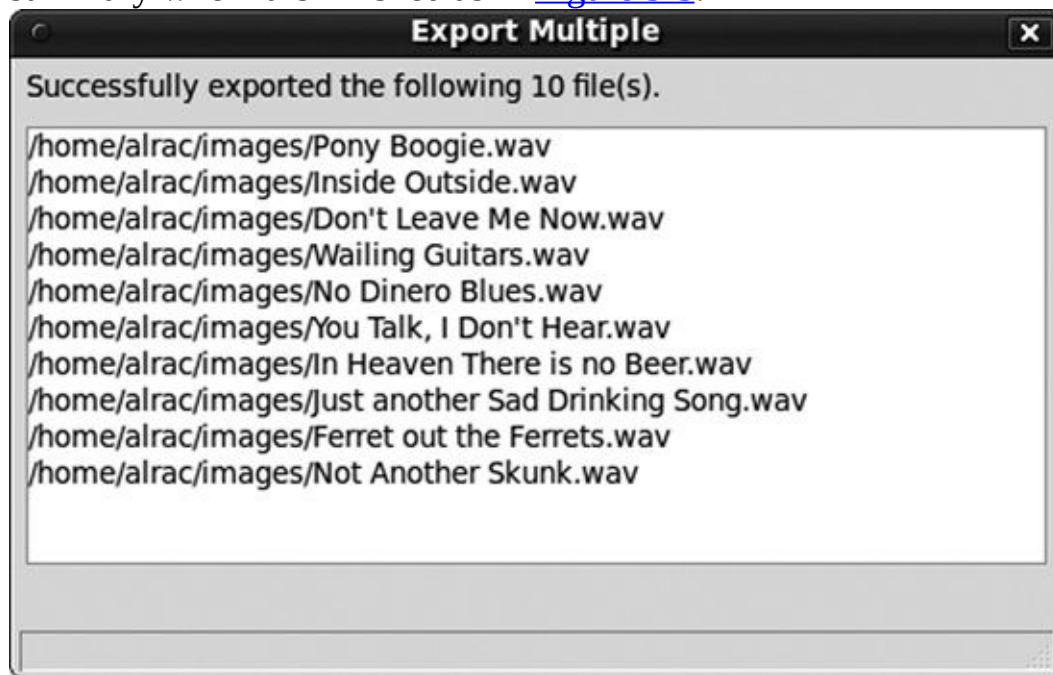 Export Multiple
Successfully exported the following 10 file(s).
/home/alrac/images/Pony Boogie.wav
/home/alrac/images/Inside Outside.wav
/home/alrac/images/Don't Leave Me Now.wav
/home/alrac/images/Wailing Guitars.wav
/home/alrac/images/No Dinero Blues.wav
/home/alrac/images/You Talk, I Don't Hear.wav
/home/alrac/images/In Heaven There is no Beer.wav
/home/alrac/images/Just another Sad Drinking Song.wav
/home/alrac/images/Ferret out the Ferrets.wav
/home/alrac/images/Not Another Skunk.wav